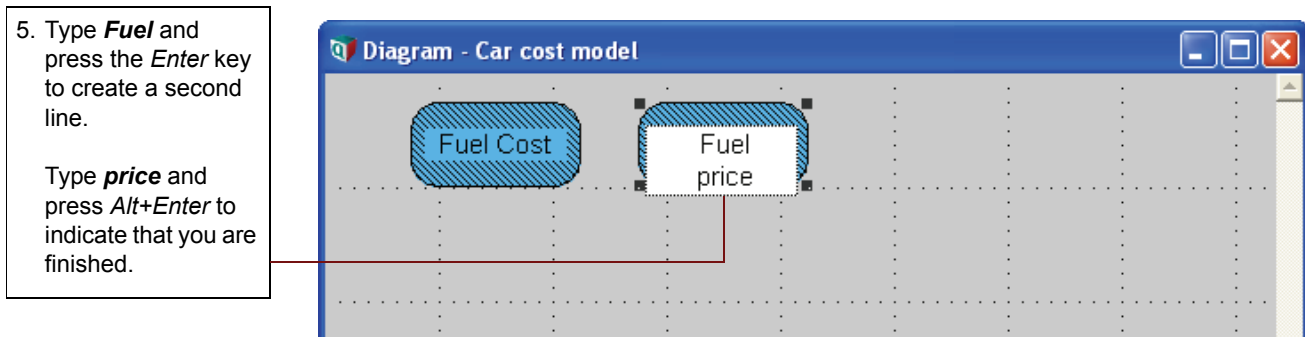 5. Type Fuel and
press the Enter key
to create a second
line.
Type price and
press Alt+Enter to
indicate that you are
finished.
Diagram - Car cost model
Fuel Cost
Fuel
price